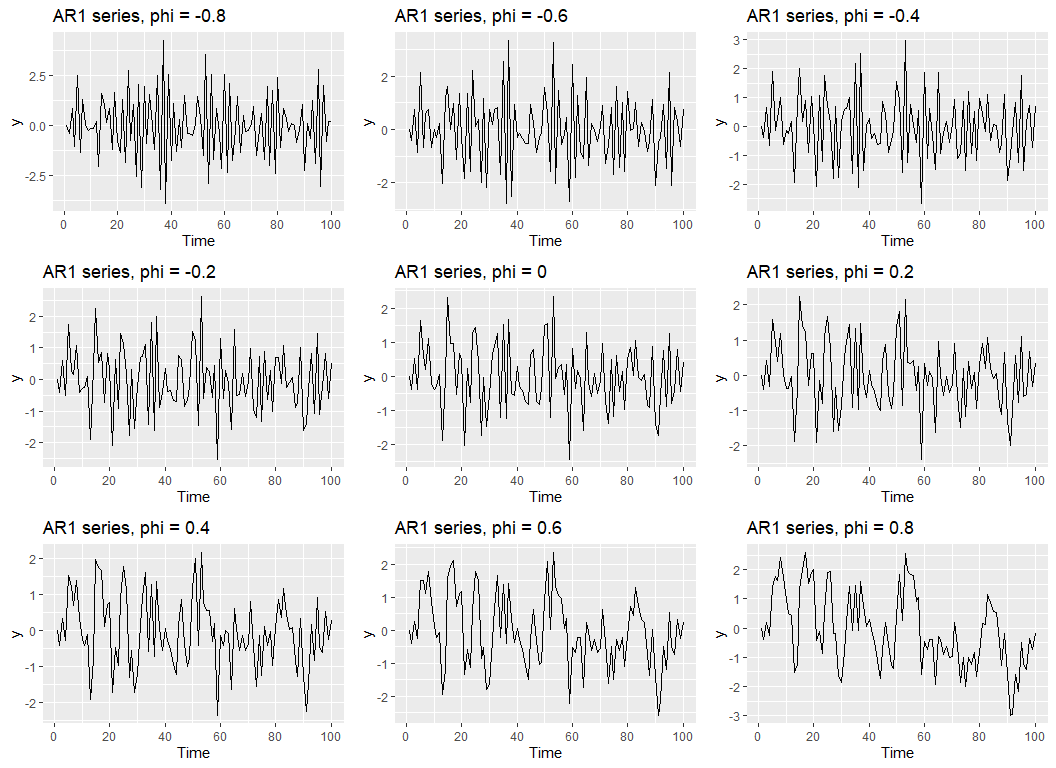 AR1 series, phi = -0.8
2.5
0.0
-2.5
y
0 20 40 60 80 100
Time
AR1 series, phi = -0.6
2
0
-2
y
0 20 40 60 80 100
Time
AR1 series, phi = -0.4
3
2
1
0
-1
-2
y
0 20 40 60 80 100
Time
AR1 series, phi = -0.2
2
1
0
-1
-2
y
0 20 40 60 80 100
Time
AR1 series, phi = 0
2
1
0
-1
-2
y
0 20 40 60 80 100
Time
AR1 series, phi = 0.2
2
1
0
-1
-2
y
0 20 40 60 80 100
Time
AR1 series, phi = 0.4
2
1
0
-1
-2
y
0 20 40 60 80 100
Time
AR1 series, phi = 0.6
2
1
0
-1
-2
y
0 20 40 60 80 100
Time
AR1 series, phi = 0.8
2
1
0
-1
-2
-3
y
0 20 40 60 80 100
Time